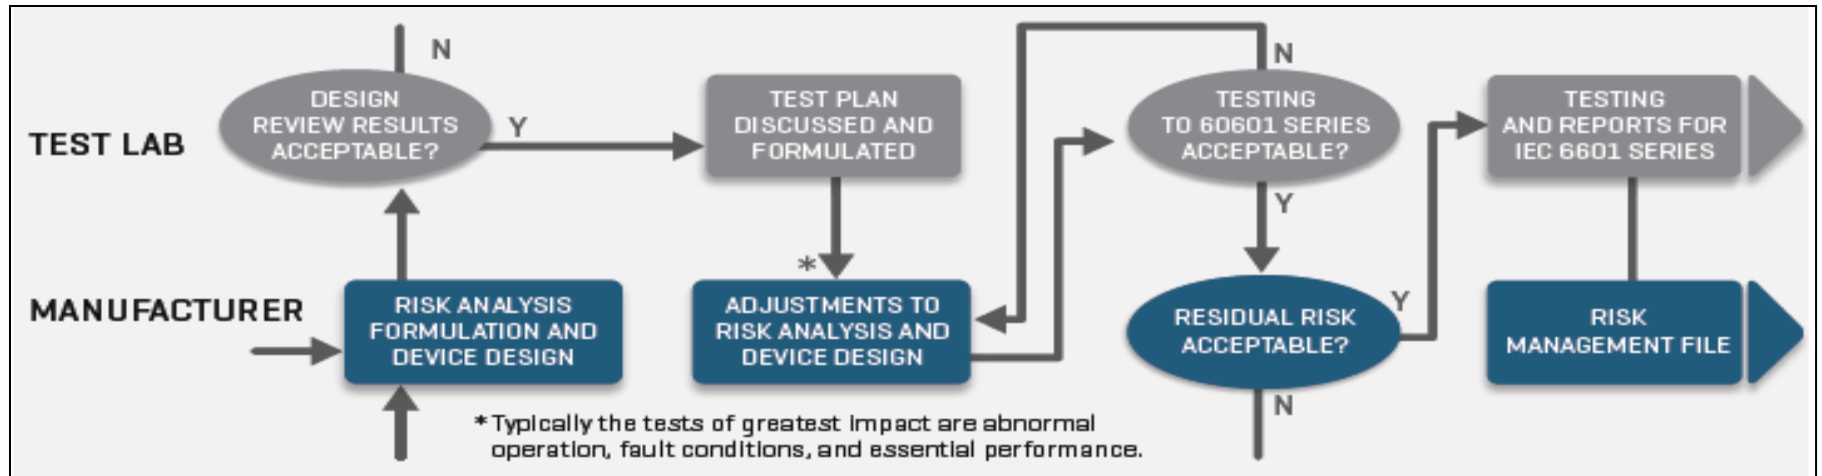 N
DESIGN
REVIEW RESULTS
ACCEPTABLE?
Y
TEST PLAN
DISCUSSED AND
FORMULATED
N
TESTING
TO 60601 SERIES
ACCEPTABLE?
Y
TESTING
AND REPORTS FOR
IEC 6601 SERIES
TEST LAB
MANUFACTURER
RISK ANALYSIS
FORMULATION AND
DEVICE DESIGN
*
ADJUSTMENTS TO
RISK ANALYSIS AND
DEVICE DESIGN
RESIDUAL RISK
ACCEPTABLE?
Y
N
RISK
MANAGEMENT FILE
* Typically the tests of greatest impact are abnormal
operation, fault conditions, and essential performance.